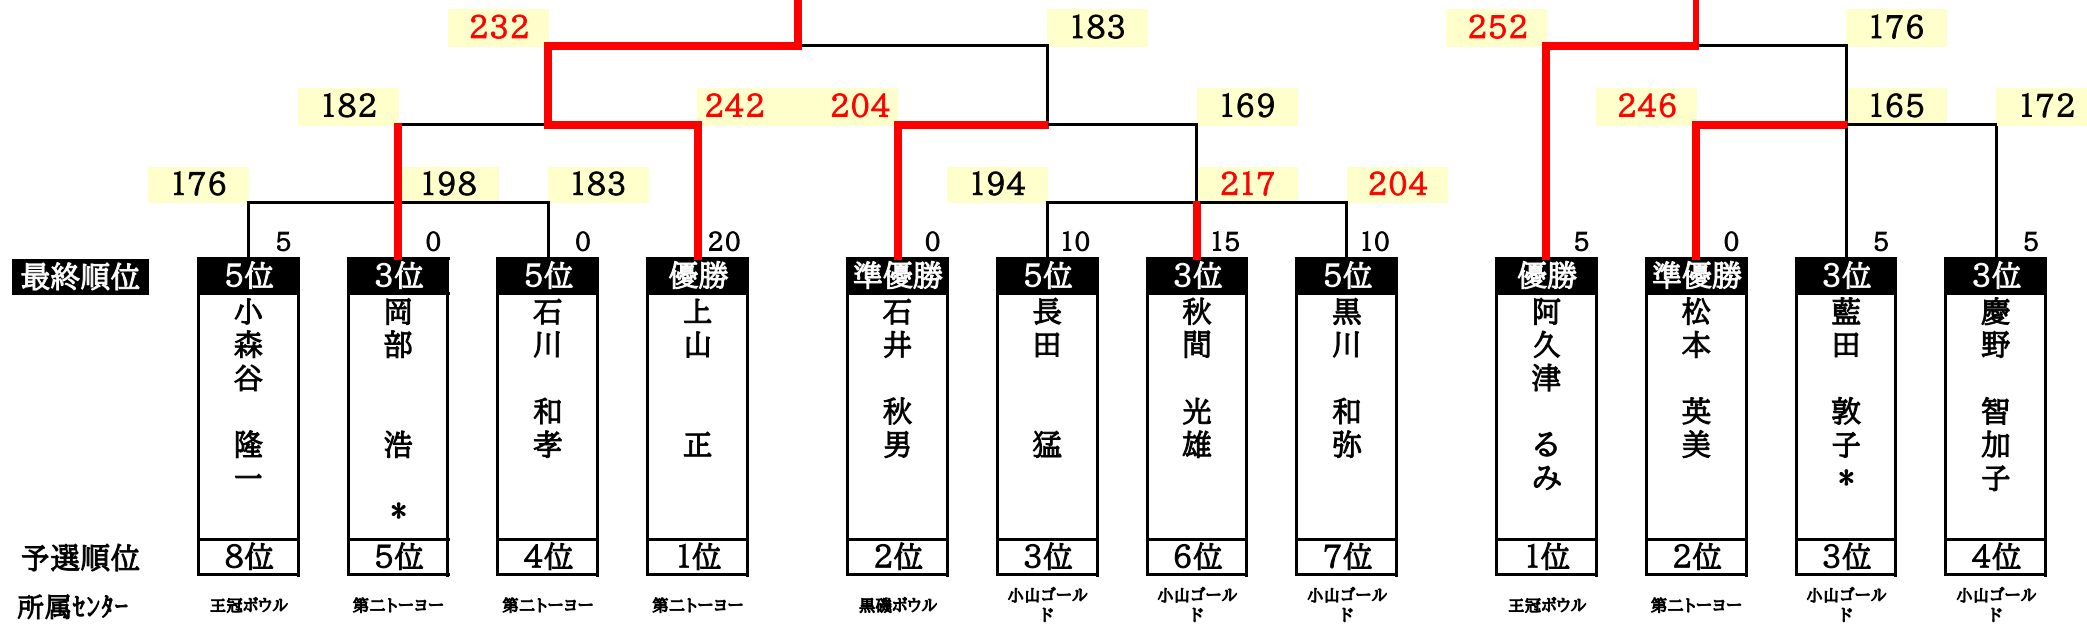 232 183 252 176
182 242 204 169 246 165 172
176 198 183 194 217 204
5 0 0 20 0 10 15 10 5 0 5 5
最終順位 5位 3位 5位 優勝 準優勝 5位 3位 5位 優勝 準優勝 3位 3位
小森谷 隆一
岡部 浩 *
石川 和孝
上山 正
石井 秋男
長田 猛
秋間 光雄
黒川 和弥
阿久津 るみ
松本 英美
藍田 敦子*
慶野 智加子
予選順位 8位 5位 4位 1位 2位 3位 6位 7位 1位 2位 3位 4位
所属ｾﾝﾀｰ 王冠ボウル 第二トーヨー 第二トーヨー 第二トーヨー 黒磯ボウル 小山ゴールド 小山ゴールド 小山ゴールド 王冠ボウル 第二トーヨー 小山ゴールド 小山ゴールド